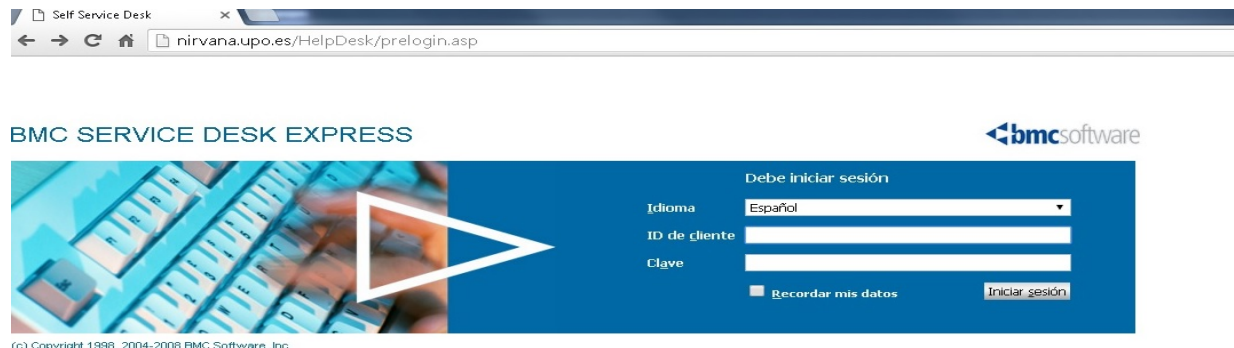 Self Service Desk
nirvana.upo.es/HelpDesk/prelogin.asp
BMC SERVICE DESK EXPRESS
bmcsoftware
Debe iniciar sesión
Idioma Español
ID de cliente
Clave
Recordar mis datos Iniciar sesión
(c) Copyright 1998, 2004-2008 BMC Software, Inc.